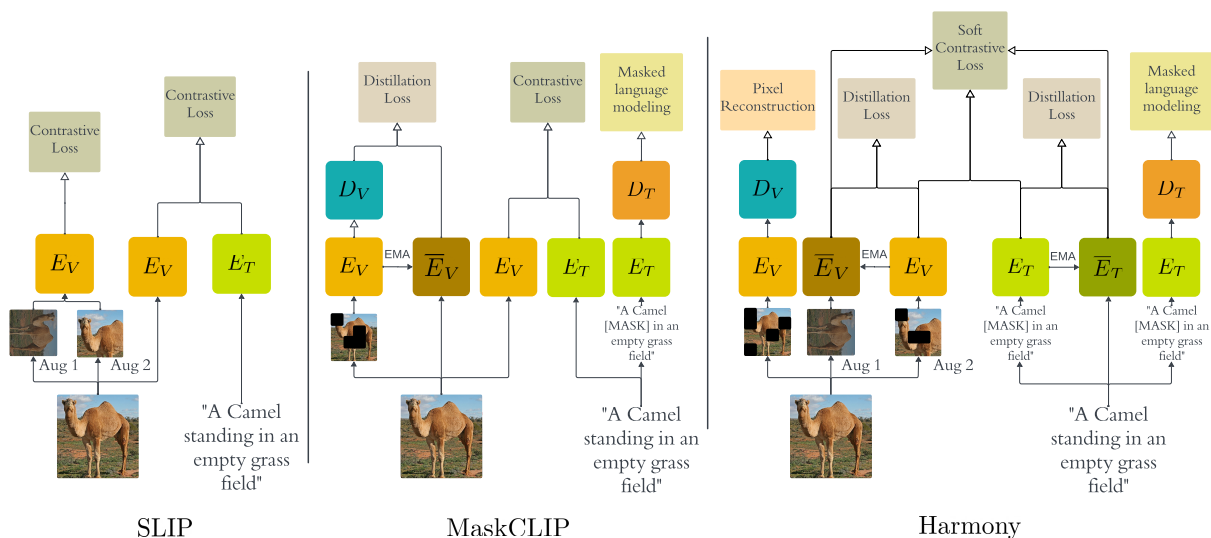 Contrastive
Loss
Contrastive
Loss
E_V
E_V
E_T
Aug 1
Aug 2
"A Camel
standing in an
empty grass
field"
SLIP
Distillation
Loss
Contrastive
Loss
Masked
language
modeling
D_V
D_T
E_V
EMA
E̅_V
E_V
E_T
E_T
"A Camel
[MASK] in an
empty grass
field"
"A Camel
standing in an
empty grass
field"
MaskCLIP
Soft
Contrastive
Loss
Pixel
Reconstruction
Distillation
Loss
Distillation
Loss
Masked
language
modeling
D_V
D_T
E_V
E̅_V
EMA
E_V
E_T
EMA
E̅_T
E_T
"A Camel
[MASK] in an
empty grass
field"
"A Camel
[MASK] in an
empty grass
field"
Aug 1
Aug 2
"A Camel
standing in an
empty grass
field"
Harmony